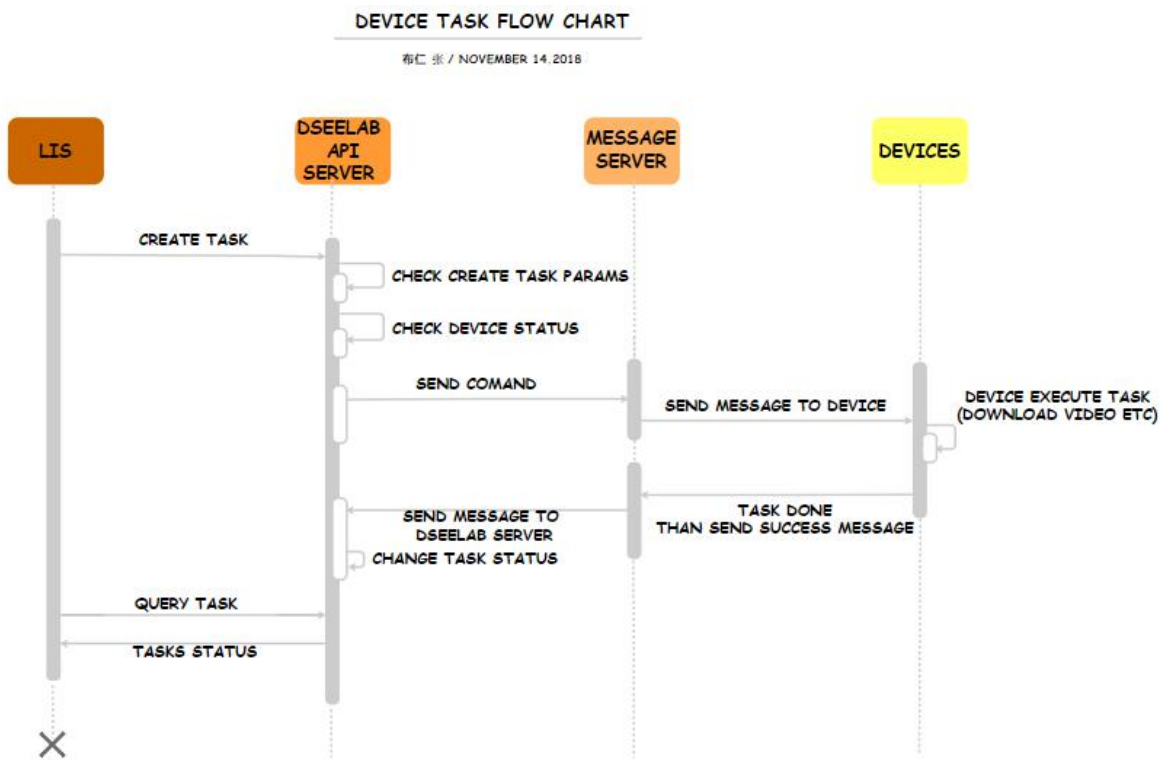 DEVICE TASK FLOW CHART
布仁 张 / NOVEMBER 14.2018
LIS
DSEELAB
API
SERVER
MESSAGE
SERVER
DEVICES
CREATE TASK
CHECK CREATE TASK PARAMS
CHECK DEVICE STATUS
SEND COMAND
SEND MESSAGE TO DEVICE
DEVICE EXECUTE TASK
(DOWNLOAD VIDEO ETC)
TASK DONE
THAN SEND SUCCESS MESSAGE
SEND MESSAGE TO
DSEELAB SERVER
CHANGE TASK STATUS
QUERY TASK
TASKS STATUS